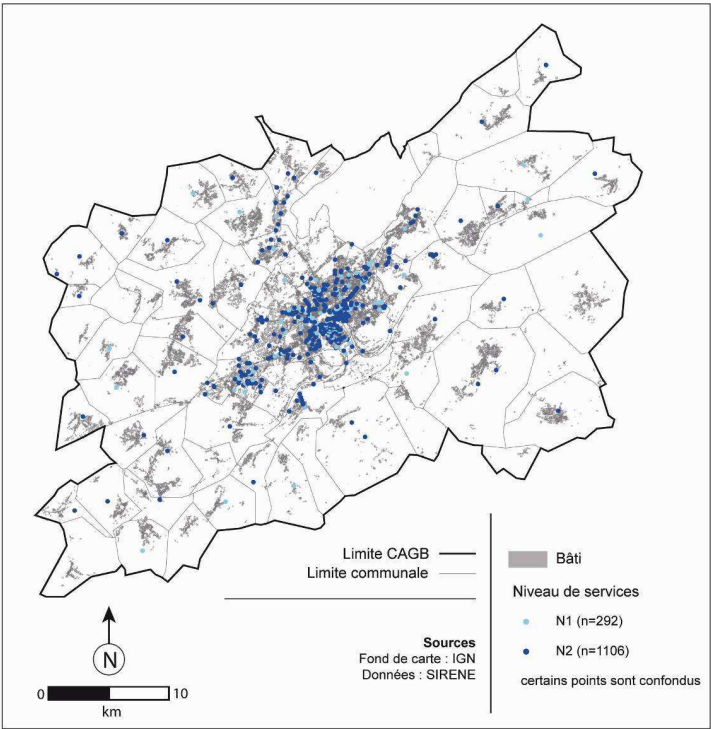 Limite CAGB
Limite communale
Sources
Fond de carte : IGN
Données : SIRENE
N
0 10
km
Bâti
Niveau de services
N1 (n=292)
N2 (n=1106)
certains points sont confondus